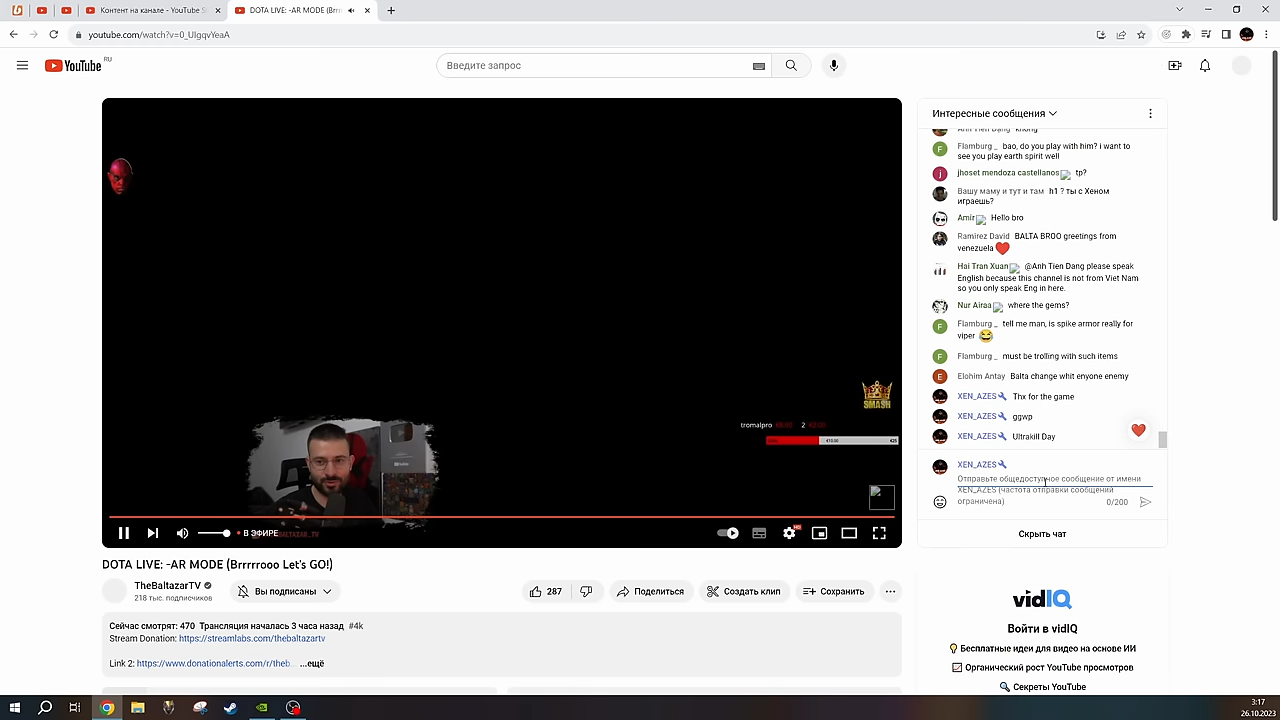 Контент на канале - YouTube S
DOTA LIVE: -AR MODE (Brrr
youtube.com/watch?v=0_UIgqvYeaA
YouTube RU
Введите запрос
SMASH
tromalpro
2
В ЭФИРЕ
DOTA LIVE: -AR MODE (Brrrrrooo Let's GO!)
TheBaltazarTV
218 тыс. подписчиков
Вы подписаны
287
Поделиться
Создать клип
Сохранить
Сейчас смотрят: 470 Трансляция началась 3 часа назад #4k
Stream Donation: https://streamlabs.com/thebaltazartv
Link 2: https://www.donationalerts.com/r/theb... ...ещё
Интересные сообщения
Anh Tien Dang khong
Flamburg _ bao, do you play with him? i want to
see you play earth spirit well
jhoset mendoza castellanos tp?
Вашу маму и тут и там h1 ? ты с Хеном
играешь?
Amir Hello bro
Ramirez David BALTA BROO greetings from
venezuela
Hai Tran Xuan @Anh Tien Dang please speak
English because this channel is not from Viet Nam
so you only speak Eng in here.
Nur Airaa where the gems?
Flamburg _ tell me man, is spike armor really for
viper
Flamburg _ must be trolling with such items
Elohim Antay Balta change whit enyone enemy
XEN_AZES Thx for the game
XEN_AZES ggwp
XEN_AZES Ultrakill Day
XEN_AZES
Отправьте общедоступное сообщение от имени
XEN_AZES (частота отправки сообщений
ограничена)
0/200
Скрыть чат
vidIQ
Войти в vidIQ
Бесплатные идеи для видео на основе ИИ
Органический рост YouTube просмотров
Секреты YouTube
3:17
26.10.2023